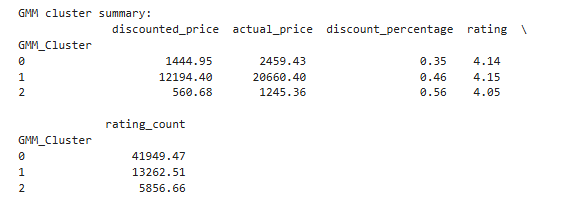 GMM cluster summary:
discounted_price actual_price discount_percentage rating \
GMM_Cluster
0 1444.95 2459.43 0.35 4.14
1 12194.40 20660.40 0.46 4.15
2 560.68 1245.36 0.56 4.05
rating_count
GMM_Cluster
0 41949.47
1 13262.51
2 5856.66